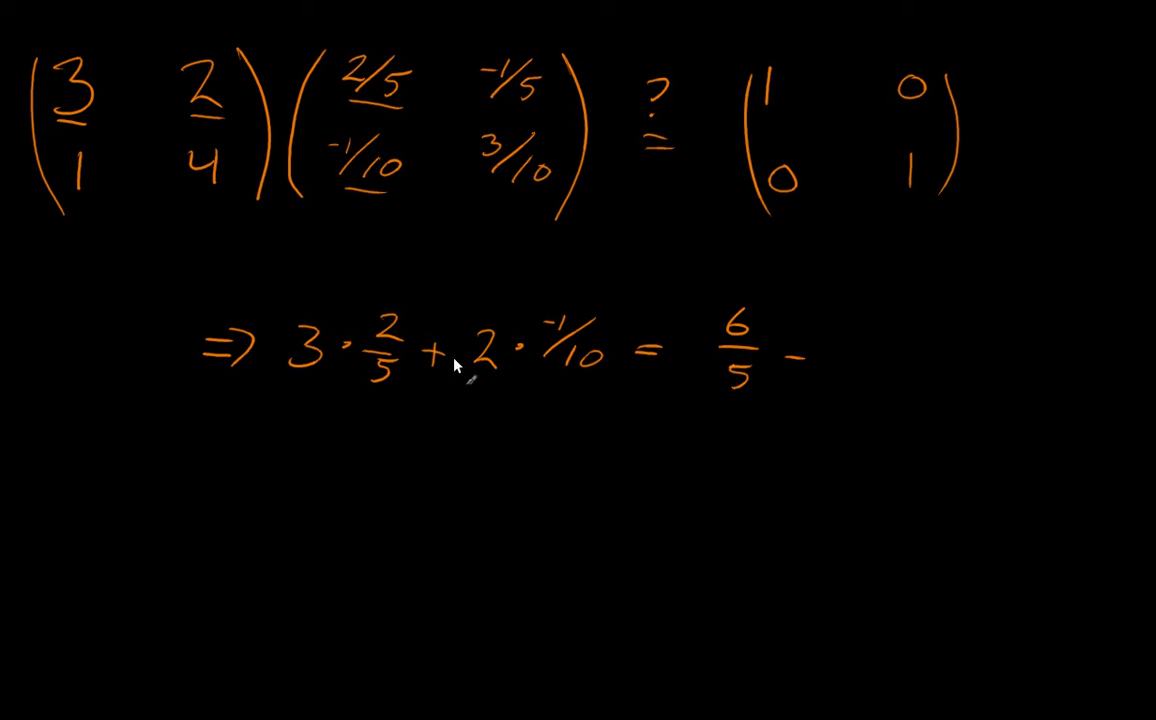 ( 3 2 ) ( 2/5 -1/5 ) ?= ( 1 0 )
( 1 4 ) ( -1/10 3/10 ) ( 0 1 )
⇒ 3 · 2/5 + 2 · -1/10 = 6/5 -